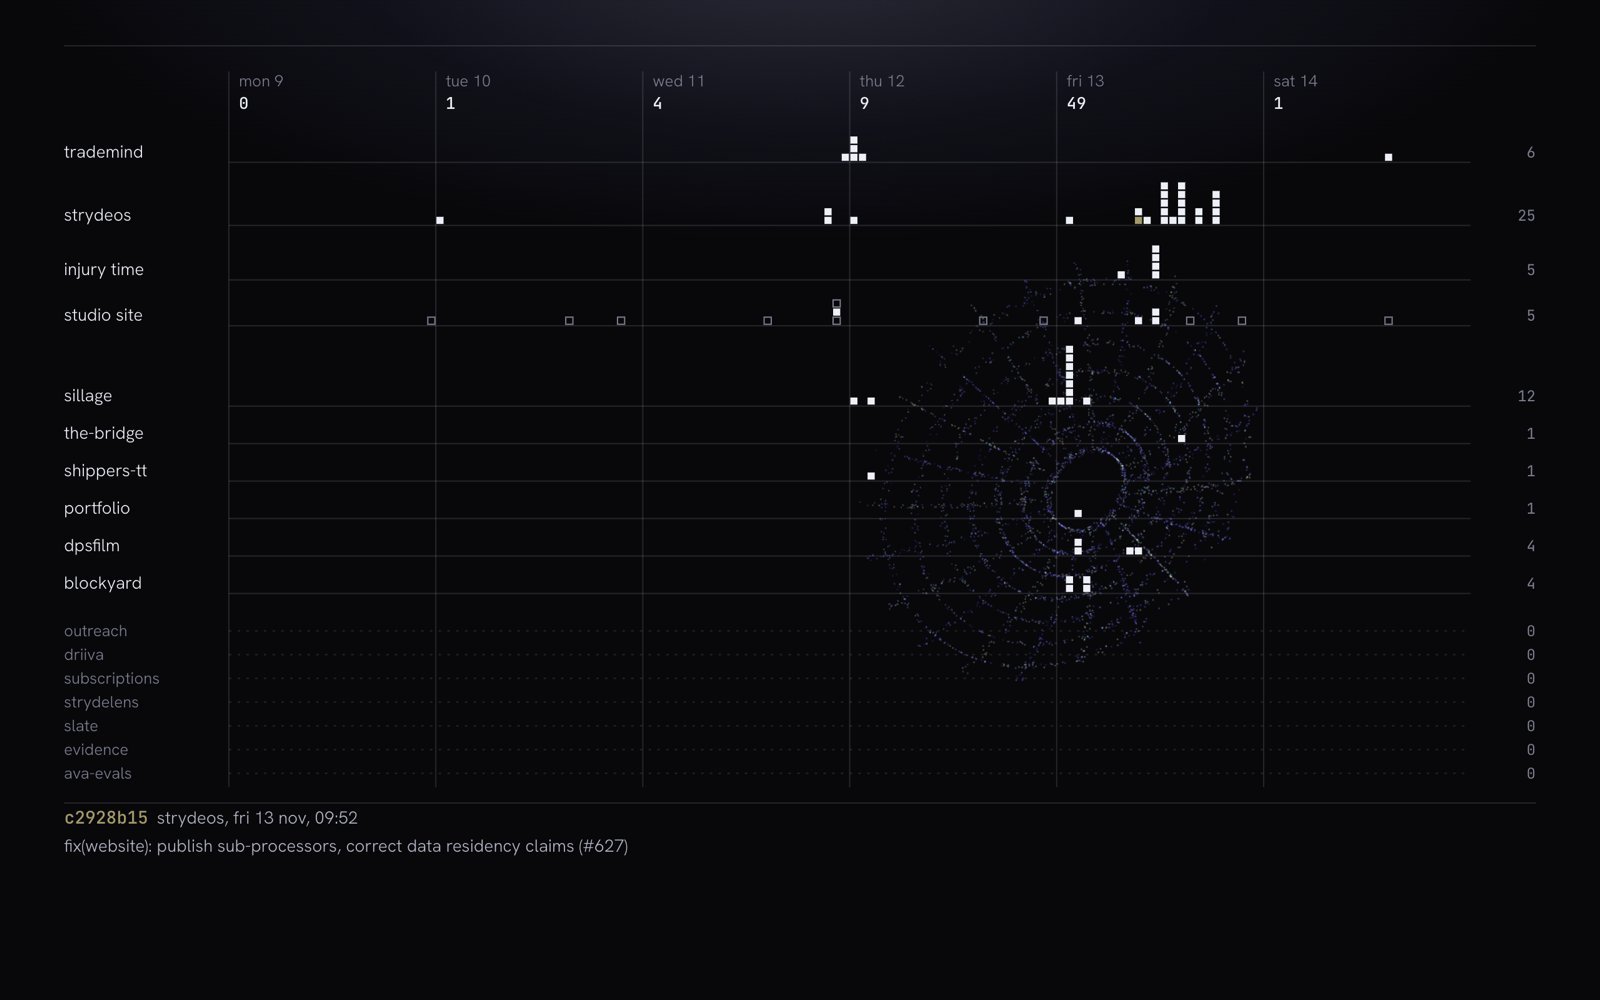 mon 9 tue 10 wed 11 thu 12 fri 13 sat 14
0 1 4 9 49 1
trademind 6
strydeos 25
injury time 5
studio site 5
sillage 12
the-bridge 1
shippers-tt 1
portfolio 1
dpsfilm 4
blockyard 4
outreach 0
driiva 0
subscriptions 0
strydelens 0
slate 0
evidence 0
ava-evals 0
c2928b15 strydeos, fri 13 nov, 09:52
fix(website): publish sub-processors, correct data residency claims (#627)